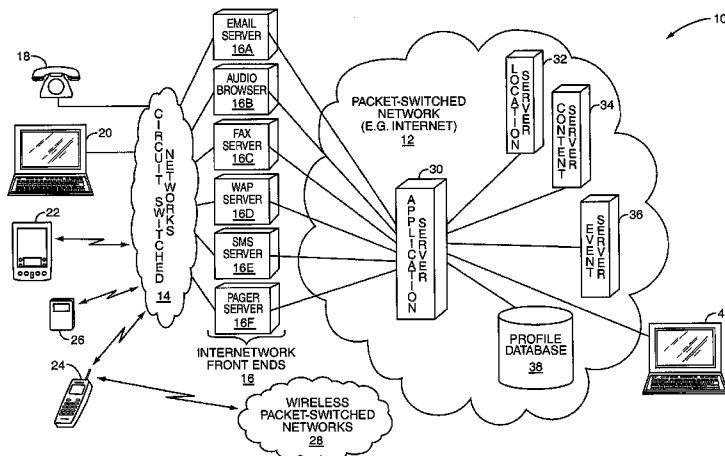 10
18
20
22
26
24
CIRCUIT SWITCHED
NETWORKS
14
EMAIL
SERVER
16A
AUDIO
BROWSER
16B
FAX
SERVER
16C
WAP
SERVER
16D
SMS
SERVER
16E
PAGER
SERVER
16F
INTERNETWORK
FRONT ENDS
16
WIRELESS
PACKET-SWITCHED
NETWORKS
28
PACKET-SWITCHED
NETWORK
(E.G. INTERNET)
12
30
APPLICATION
SERVER
32
LOCATION
SERVER
34
CONTENT
SERVER
36
EVENT
SERVER
PROFILE
DATABASE
38